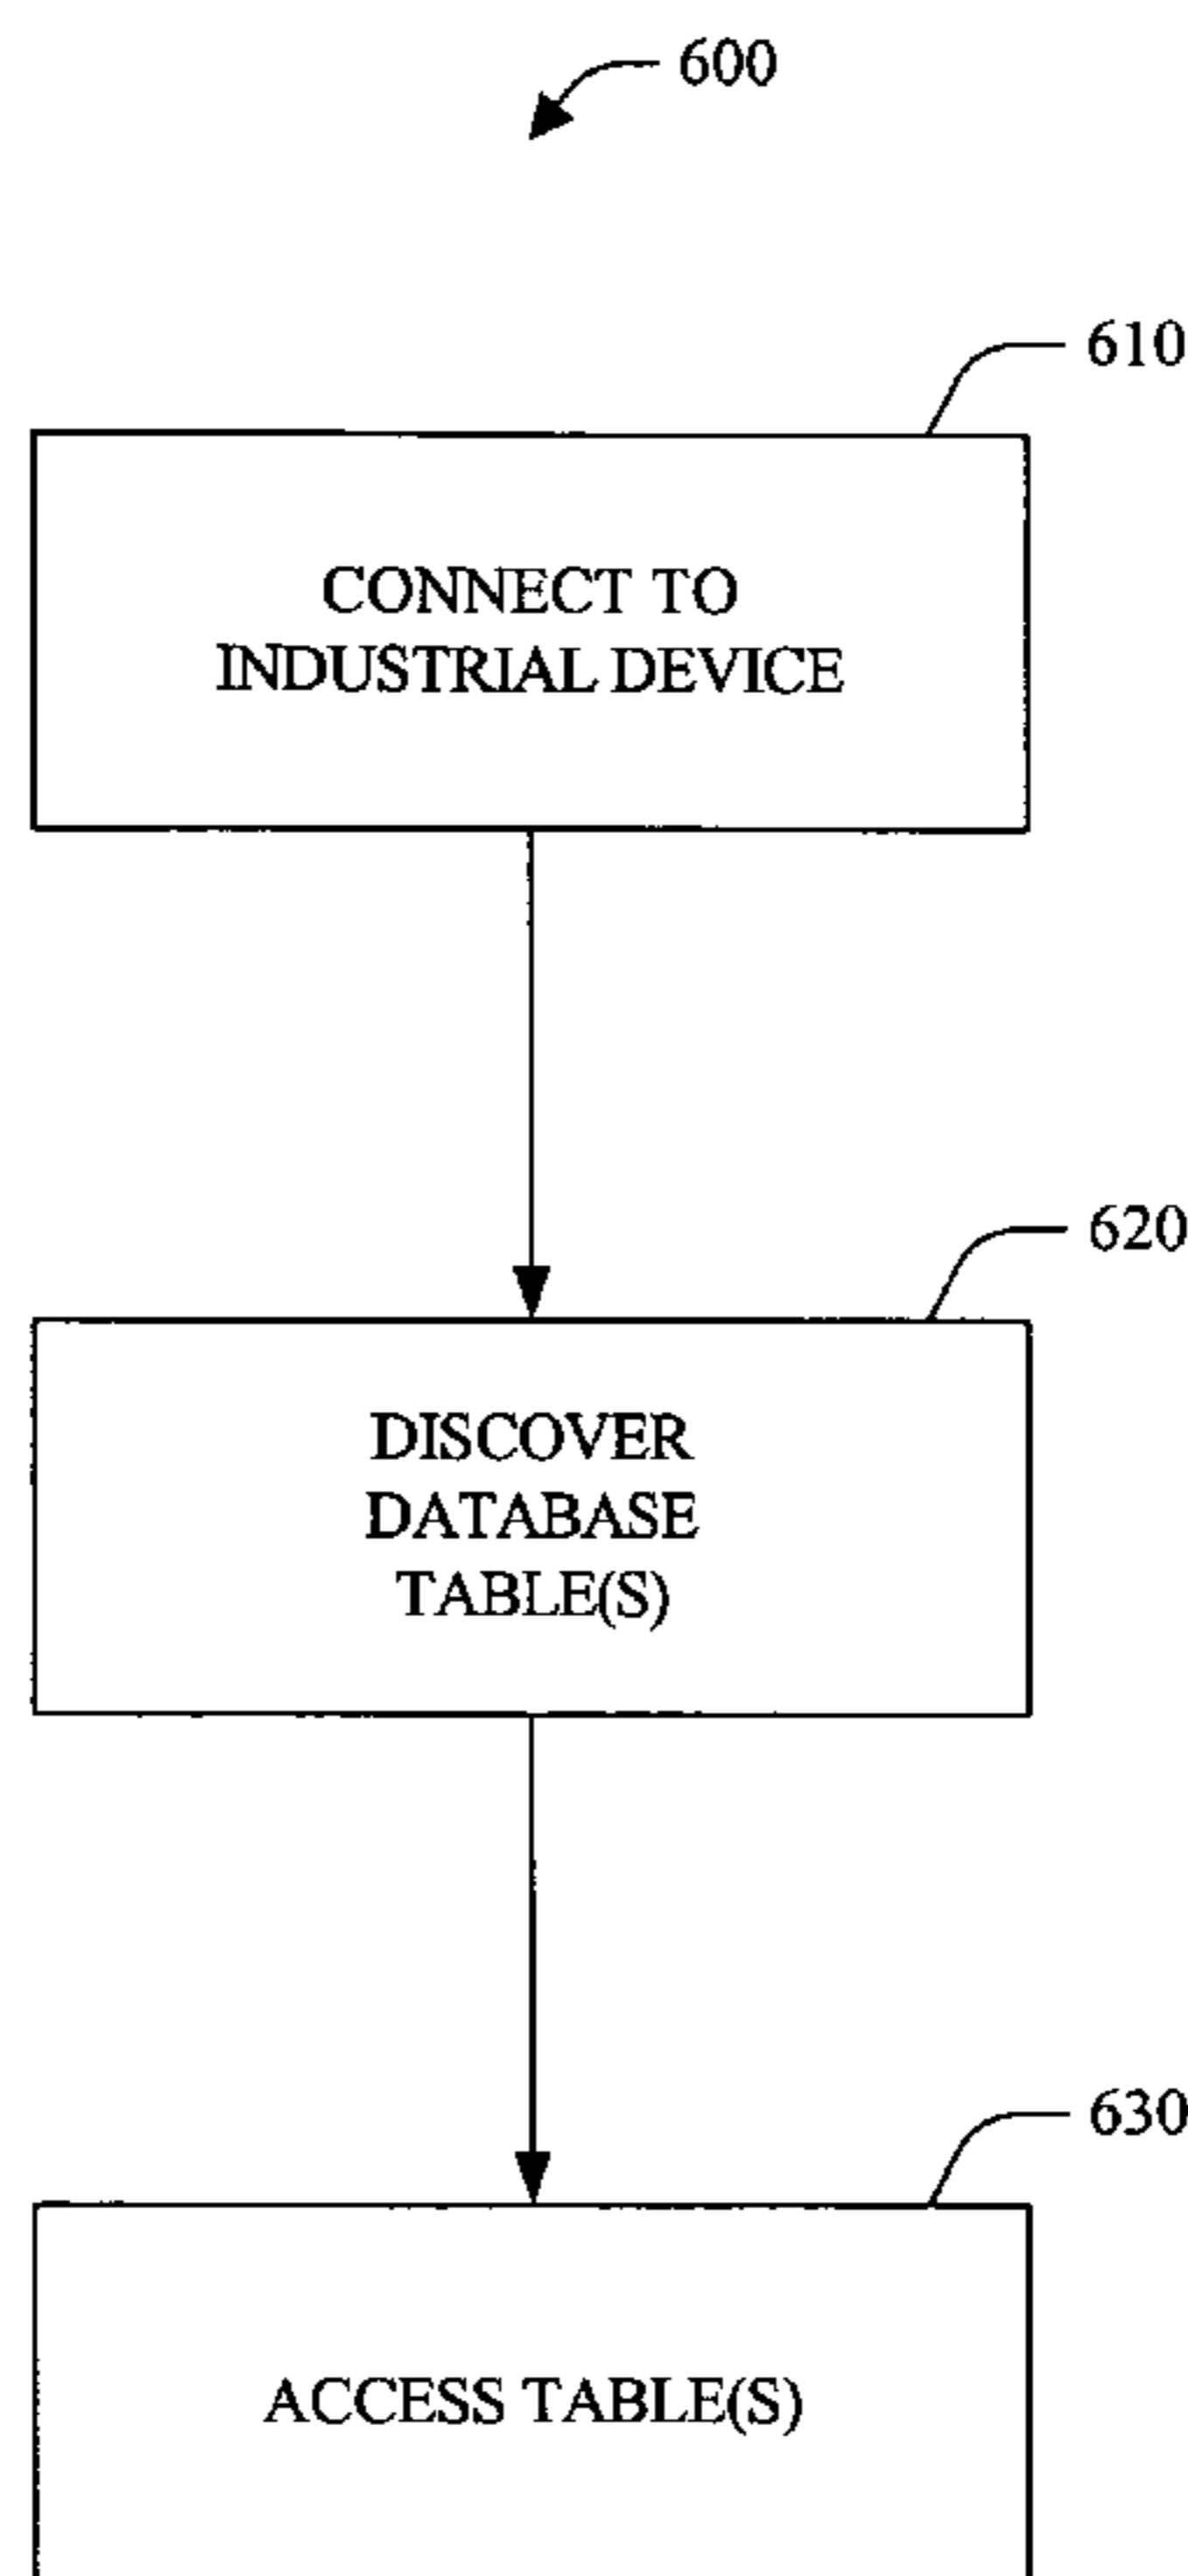 600
610
CONNECT TO
INDUSTRIAL DEVICE
620
DISCOVER
DATABASE
TABLE(S)
630
ACCESS TABLE(S)